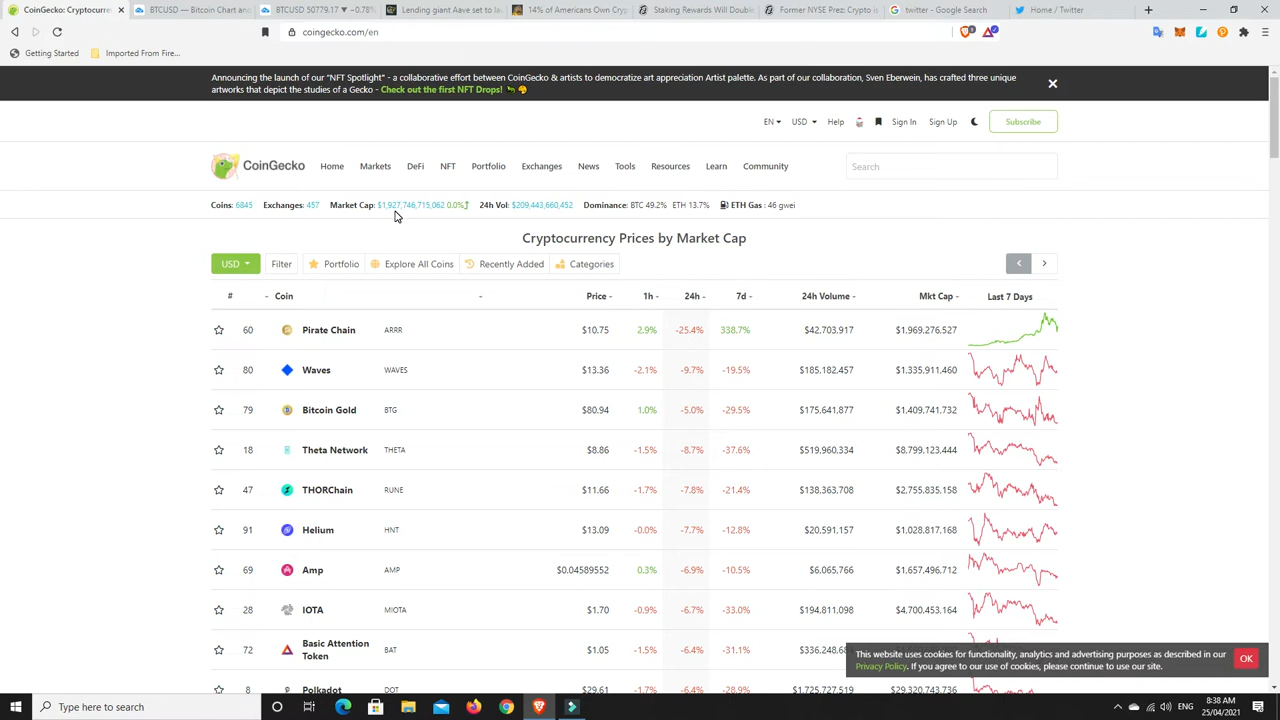 CoinGecko: Cryptocurrency
BTCUSD — Bitcoin Chart and
BTCUSD 50779.17 ▼ −0.78%
Lending giant Aave set to la
14% of Americans Own Cryp
Staking Rewards Will Double
Former NYSE Prez: Crypto is
twitter - Google Search
Home / Twitter
coingecko.com/en
Getting Started
Imported From Fire...
Announcing the launch of our "NFT Spotlight" - a collaborative effort between CoinGecko & artists to democratize art appreciation Artist palette. As part of our collaboration, Sven Eberwein, has crafted three unique
artworks that depict the studies of a Gecko - Check out the first NFT Drops!
EN USD Help Sign In Sign Up Subscribe
CoinGecko Home Markets DeFi NFT Portfolio Exchanges News Tools Resources Learn Community Search
Coins: 6845 Exchanges: 457 Market Cap: $1,927,746,715,062 0.0% 24h Vol: $209,443,660,452 Dominance: BTC 49.2% ETH 13.7% ETH Gas: 46 gwei
Cryptocurrency Prices by Market Cap
USD Filter Portfolio Explore All Coins Recently Added Categories
# Coin Price 1h 24h 7d 24h Volume Mkt Cap Last 7 Days
60 Pirate Chain ARRR $10.75 2.9% -25.4% 338.7% $42,703.917 $1,969,276,527
80 Waves WAVES $13.36 -2.1% -9.7% -19.5% $185,182,457 $1,335,911,460
79 Bitcoin Gold BTG $80.94 1.0% -5.0% -29.5% $175,641,877 $1,409,741,732
18 Theta Network THETA $8.86 -1.5% -8.7% -37.6% $519,960,334 $8,799,123,444
47 THORChain RUNE $11.66 -1.7% -7.8% -21.4% $138,363,708 $2,755,835,158
91 Helium HNT $13.09 -0.0% -7.7% -12.8% $20,591,157 $1,028,817,168
69 Amp AMP $0.04589552 0.3% -6.9% -10.5% $6,065,766 $1,657,496,712
28 IOTA MIOTA $1.70 -0.9% -6.7% -33.0% $194,811,098 $4,700,453,164
72 Basic Attention Token BAT $1.05 -1.5% -6.4% -31.1%
8 Polkadot DOT $29.61 -1.7% -6.4% -28.9% $1,725,727,519 $29,320,743,736
This website uses cookies for functionality, analytics and advertising purposes as described in our
Privacy Policy. If you agree to our use of cookies, please continue to use our site.
OK
Type here to search
ENG
8:38 AM
25/04/2021